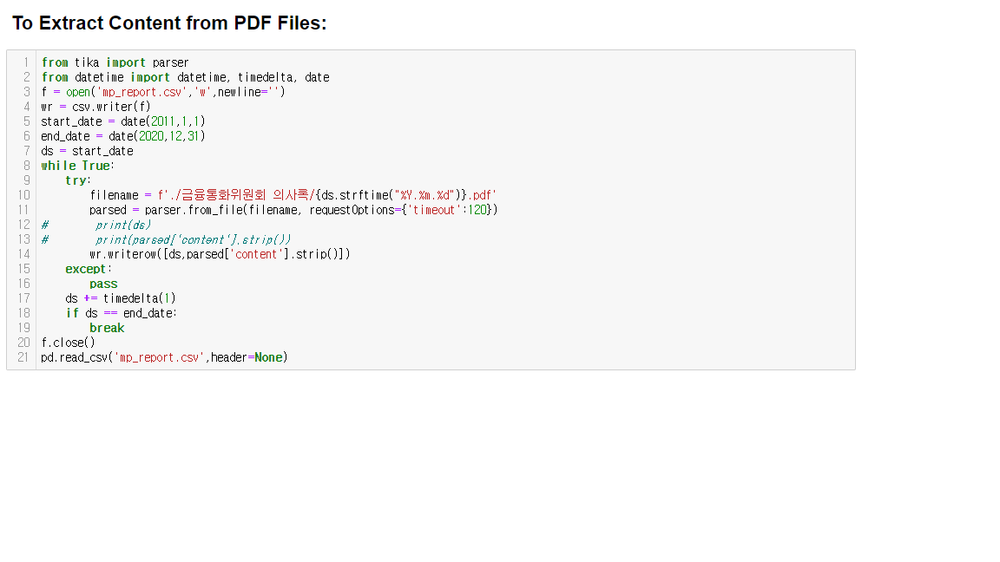 To Extract Content from PDF Files:
1 from tika import parser
2 from datetime import datetime, timedelta, date
3 f = open('mp_report.csv','w',newline='')
4 wr = csv.writer(f)
5 start_date = date(2011,1,1)
6 end_date = date(2020,12,31)
7 ds = start_date
8 while True:
9     try:
10         filename = f'./금융통화위원회 의사록/{ds.strftime("%Y.%m.%d")}.pdf'
11         parsed = parser.from_file(filename, requestOptions={'timeout':120})
12 #        print(ds)
13 #        print(parsed['content'].strip())
14         wr.writerow([ds,parsed['content'].strip()])
15     except:
16         pass
17     ds += timedelta(1)
18     if ds == end_date:
19         break
20 f.close()
21 pd.read_csv('mp_report.csv',header=None)